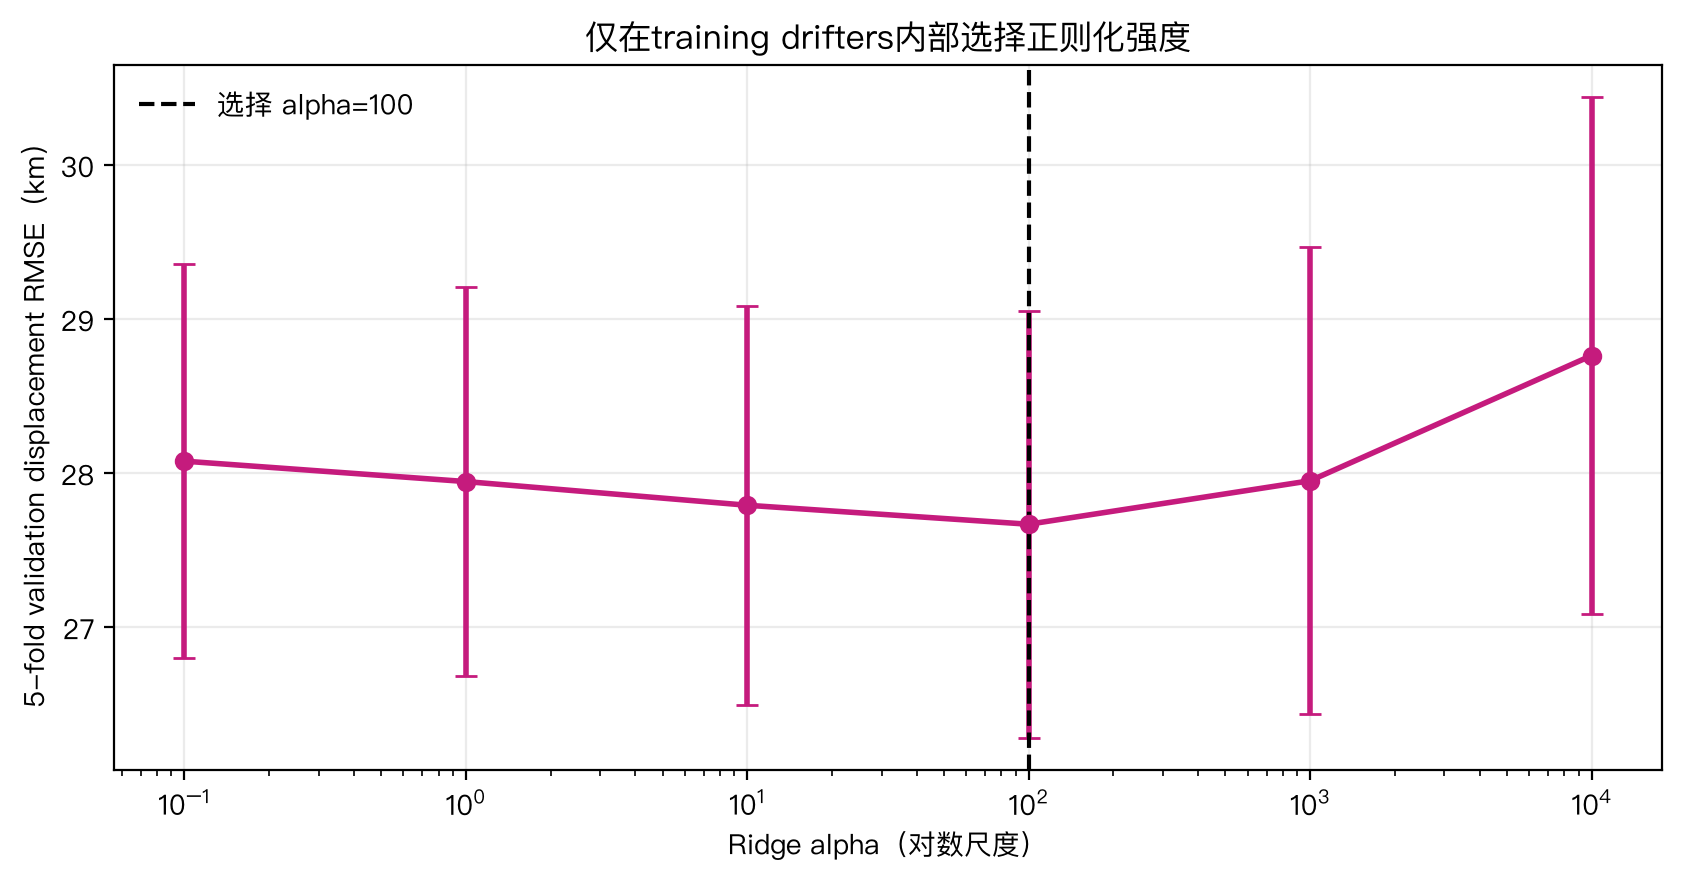 仅在training drifters内部选择正则化强度
选择 alpha=100
5-fold validation displacement RMSE（km）
30
29
28
27
10⁻¹
10⁰
10¹
10²
10³
10⁴
Ridge alpha（对数尺度）